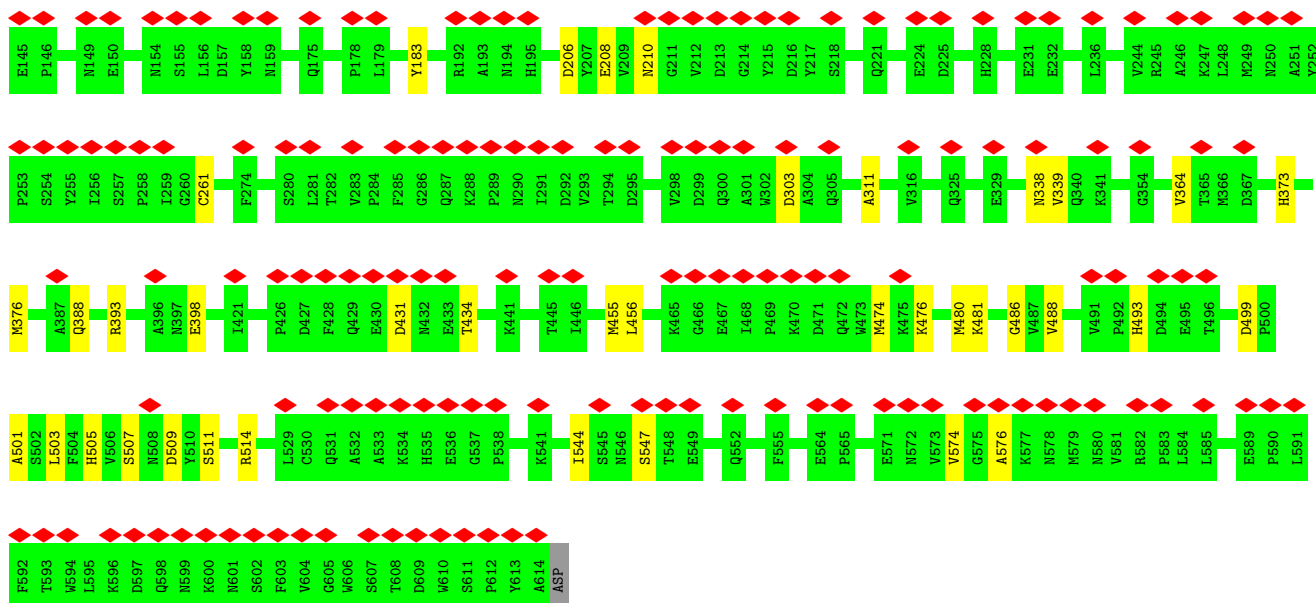 E145 P146 N149 E150 N154 S155 L156 D157 Y158 N159 Q175 P178 L179 Y183 R192 A193 N194 H195 D206 Y207 E208 V209 N210 G211 V212 D213 G214 Y215 D216 Y217 S218 Q221 E224 D225 H228 E231 E232 L236 V244 R245 A246 K247 L248 M249 N250 A251 Y252
P253 S254 Y255 I256 S257 P258 I259 G260 C261 F274 S280 L281 T282 V283 P284 F285 G286 Q287 K288 P289 N290 I291 D292 V293 T294 D295 V298 D299 Q300 A301 W302 D303 A304 Q305 A311 V316 Q325 E329 N338 V339 Q340 K341 G354 V364 T365 M366 D367 H373
M376 A387 Q388 R393 A396 N397 E398 I421 P426 D427 F428 Q429 E430 D431 N432 E433 T434 K441 T445 I446 M455 L456 K465 G466 E467 I468 P469 K470 D471 Q472 W473 M474 K475 K476 M480 K481 G486 V487 V488 V491 P492 H493 D494 E495 T496 D499 P500
A501 S502 L503 F504 H505 V506 S507 N508 D509 Y510 S511 R514 L529 C530 Q531 A532 A533 K534 H535 E536 G537 P538 K541 I544 S545 N546 S547 T548 E549 Q552 F555 E564 P565 E571 N572 V573 V574 G575 A576 K577 N578 M579 N580 V581 R582 P583 L584 L585 E589 P590 L591
F592 T593 W594 L595 K596 D597 Q598 N599 K600 N601 S602 F603 V604 G605 W606 S607 T608 D609 W610 S611 P612 Y613 A614 ASP